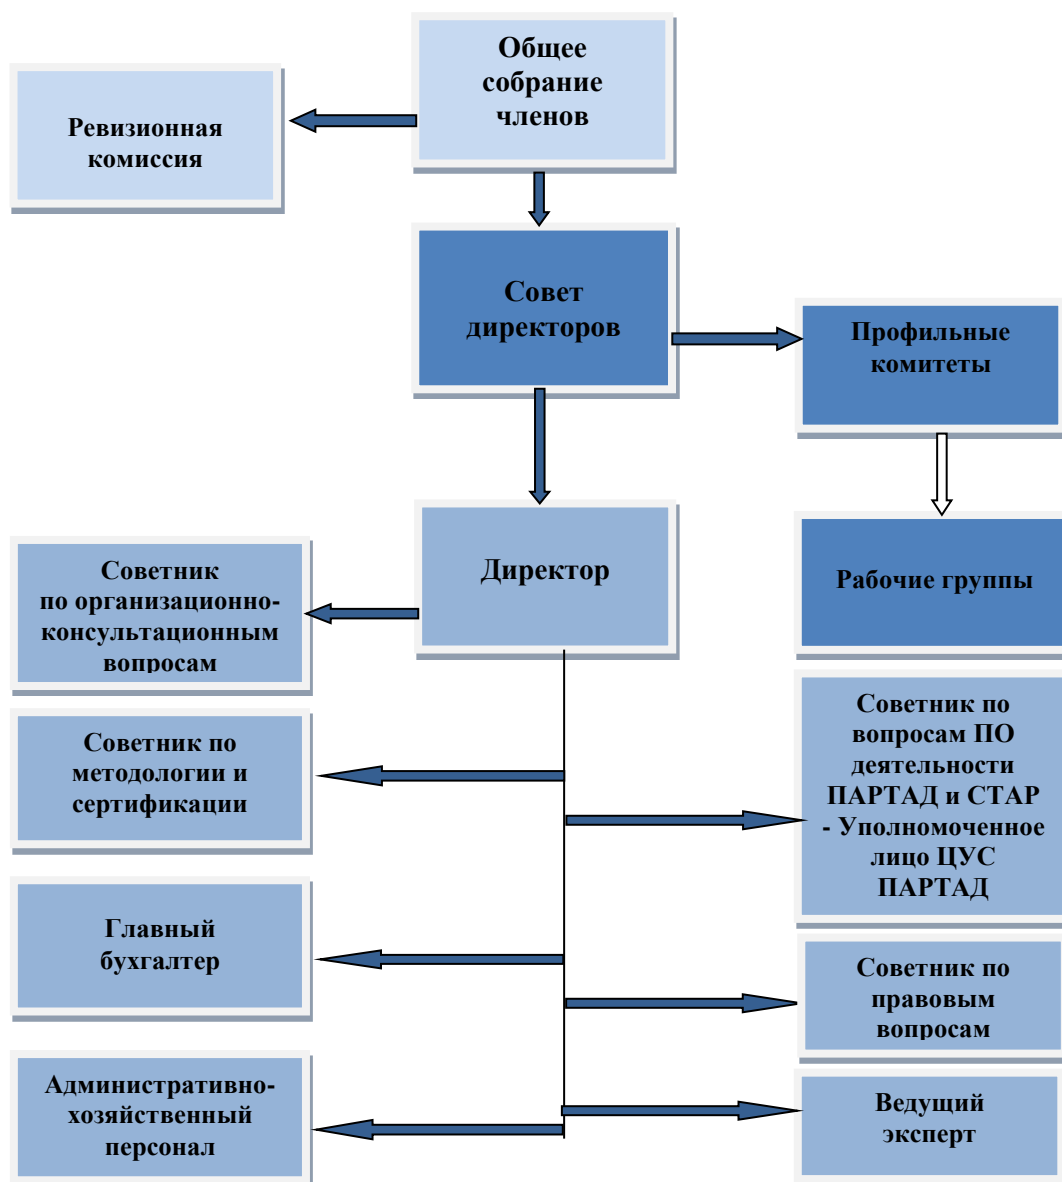 Общее
собрание
членов
Ревизионная
комиссия
Совет
директоров
Профильные
комитеты
Директор
Рабочие группы
Советник
по организационно-
консультационным
вопросам
Советник по
методологии и
сертификации
Советник по
вопросам ПО
деятельности
ПАРТАД и СТАР
- Уполномоченное
лицо ЦУС
ПАРТАД
Главный
бухгалтер
Советник по
правовым
вопросам
Административно-
хозяйственный
персонал
Ведущий
эксперт